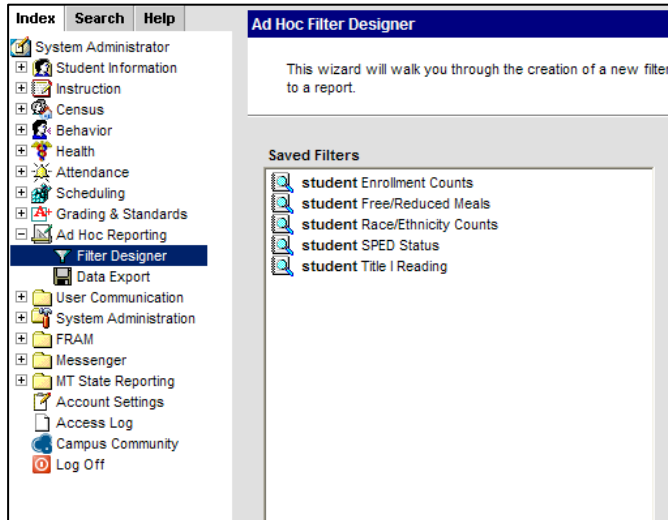 Index Search Help
System Administrator
Student Information
Instruction
Census
Behavior
Health
Attendance
Scheduling
Grading & Standards
Ad Hoc Reporting
Filter Designer
Data Export
User Communication
System Administration
FRAM
Messenger
MT State Reporting
Account Settings
Access Log
Campus Community
Log Off
Ad Hoc Filter Designer
This wizard will walk you through the creation of a new filter
to a report.
Saved Filters
student Enrollment Counts
student Free/Reduced Meals
student Race/Ethnicity Counts
student SPED Status
student Title I Reading